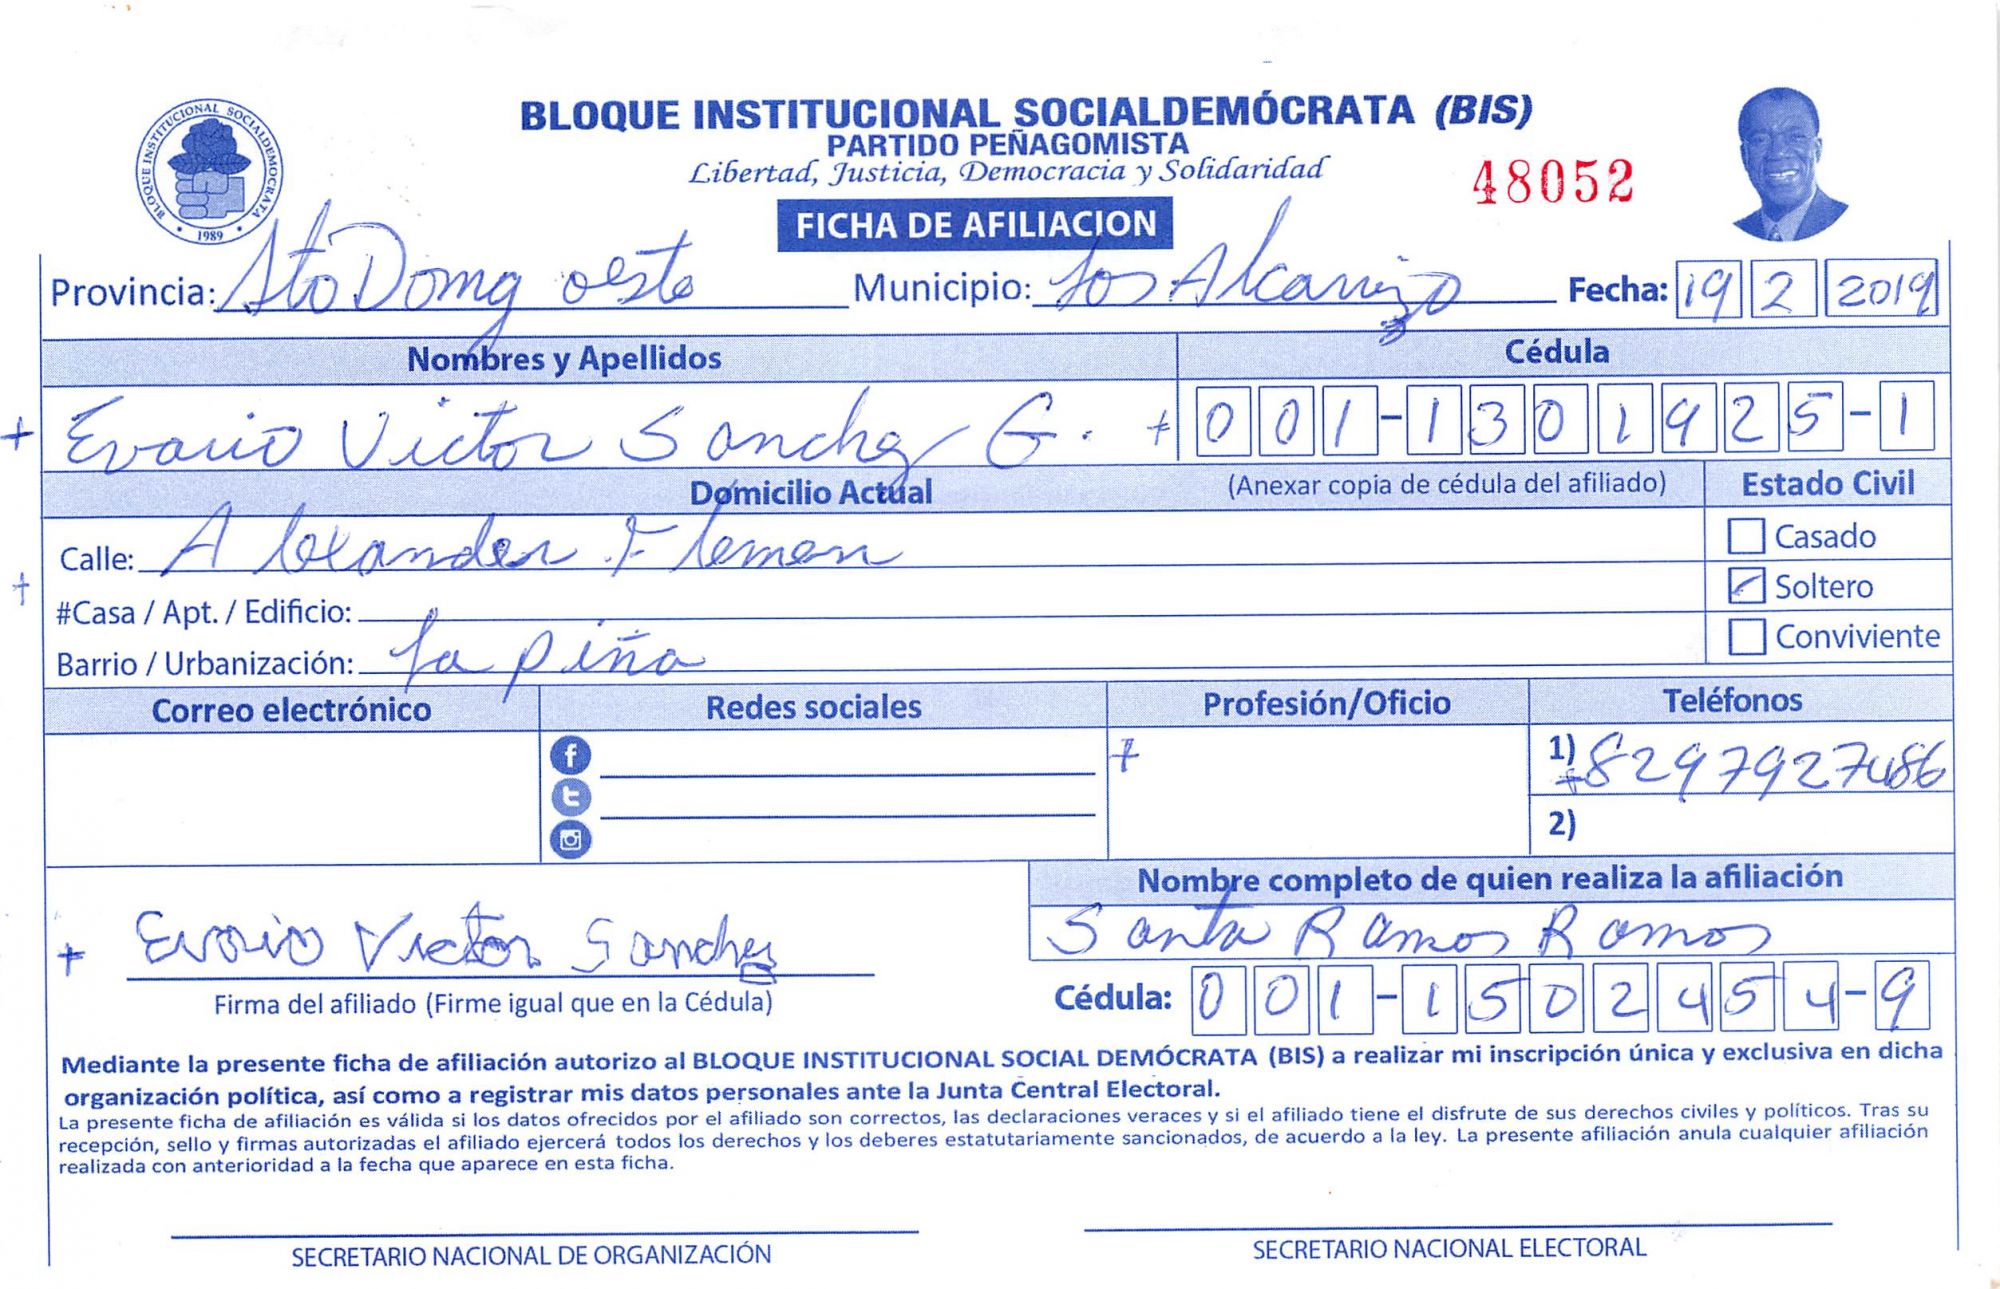 BLOQUE INSTITUCIONAL SOCIALDEMÓCRATA (BIS)
PARTIDO PEÑAGOMISTA
Libertad, Justicia, Democracia y Solidaridad
48052
BLOQUE INSTITUCIONAL SOCIALDEMOCRATA
1989
FICHA DE AFILIACION
Provincia: Sto Domg oeste Municipio: Los Alcarrizo Fecha: 19 2 2019
Nombres y Apellidos Cédula
+ Evario Victor Sanchez G. + 001-1301925-1
Domicilio Actual (Anexar copia de cédula del afiliado) Estado Civil
Calle: Alexander Flemen Casado
+ #Casa / Apt. / Edificio: Soltero
Barrio / Urbanización: La piña Conviviente
Correo electrónico Redes sociales Profesión/Oficio Teléfonos
+ 1) +8297927486
2)
Nombre completo de quien realiza la afiliación
+ Evario Victor Sanchez Santa Ramos Ramos
Firma del afiliado (Firme igual que en la Cédula) Cédula: 001-1502454-9
Mediante la presente ficha de afiliación autorizo al BLOQUE INSTITUCIONAL SOCIAL DEMÓCRATA (BIS) a realizar mi inscripción única y exclusiva en dicha
organización política, así como a registrar mis datos personales ante la Junta Central Electoral.
La presente ficha de afiliación es válida si los datos ofrecidos por el afiliado son correctos, las declaraciones veraces y si el afiliado tiene el disfrute de sus derechos civiles y políticos. Tras su
recepción, sello y firmas autorizadas el afiliado ejercerá todos los derechos y los deberes estatutariamente sancionados, de acuerdo a la ley. La presente afiliación anula cualquier afiliación
realizada con anterioridad a la fecha que aparece en esta ficha.
SECRETARIO NACIONAL DE ORGANIZACIÓN SECRETARIO NACIONAL ELECTORAL